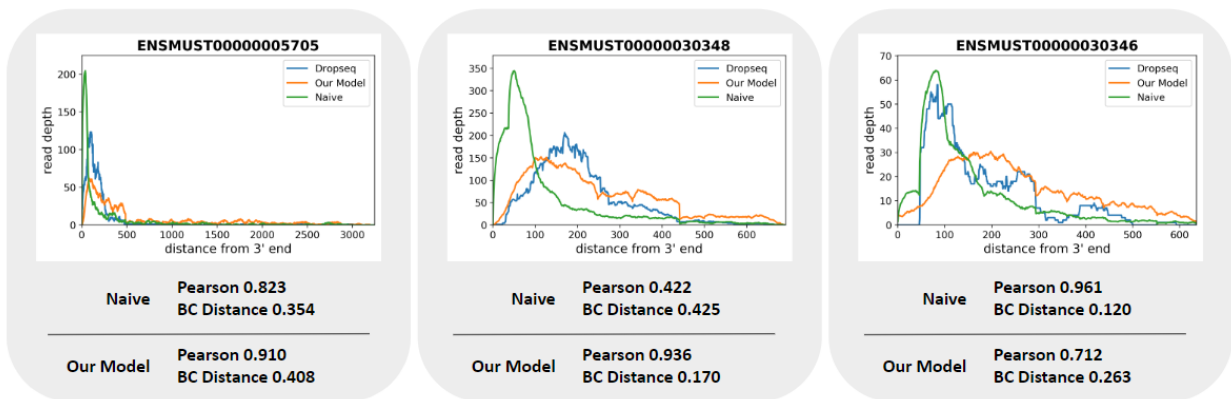 ENSMUST00000005705
200
150
100
50
0
read depth
Dropseq
Our Model
Naive
0 500 1000 1500 2000 2500 3000
distance from 3' end
Naive
Pearson 0.823
BC Distance 0.354
Our Model
Pearson 0.910
BC Distance 0.408
ENSMUST00000030348
350
300
250
200
150
100
50
0
read depth
Dropseq
Our Model
Naive
0 100 200 300 400 500 600
distance from 3' end
Naive
Pearson 0.422
BC Distance 0.425
Our Model
Pearson 0.936
BC Distance 0.170
ENSMUST00000030346
70
60
50
40
30
20
10
0
read depth
Dropseq
Our Model
Naive
0 100 200 300 400 500 600
distance from 3' end
Naive
Pearson 0.961
BC Distance 0.120
Our Model
Pearson 0.712
BC Distance 0.263